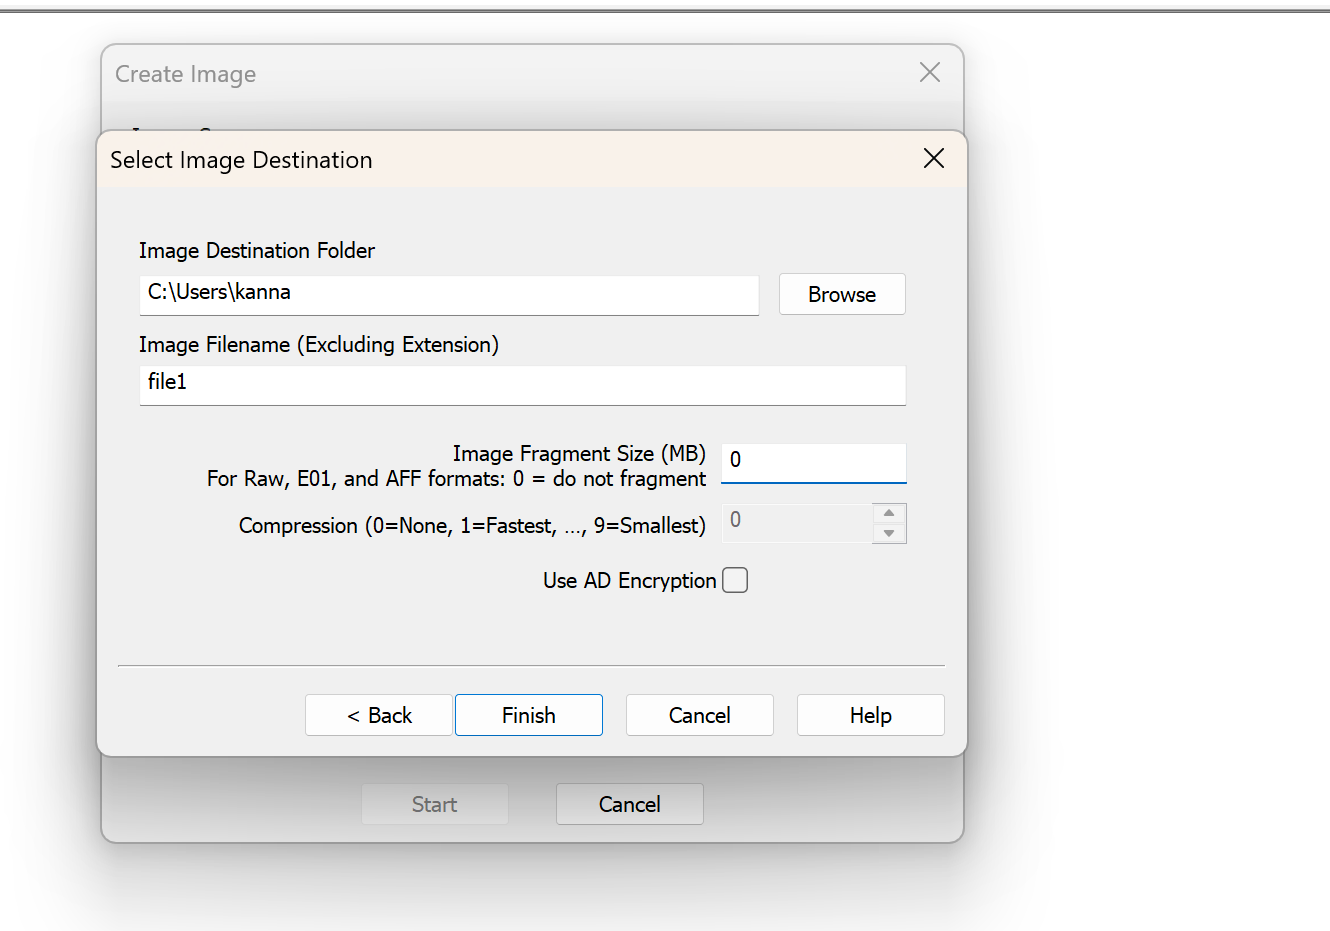 Create Image
Select Image Destination
Image Destination Folder
C:\Users\kanna
Browse
Image Filename (Excluding Extension)
file1
Image Fragment Size (MB)
For Raw, E01, and AFF formats: 0 = do not fragment
0
Compression (0=None, 1=Fastest, ..., 9=Smallest)
0
Use AD Encryption
< Back
Finish
Cancel
Help
Start
Cancel